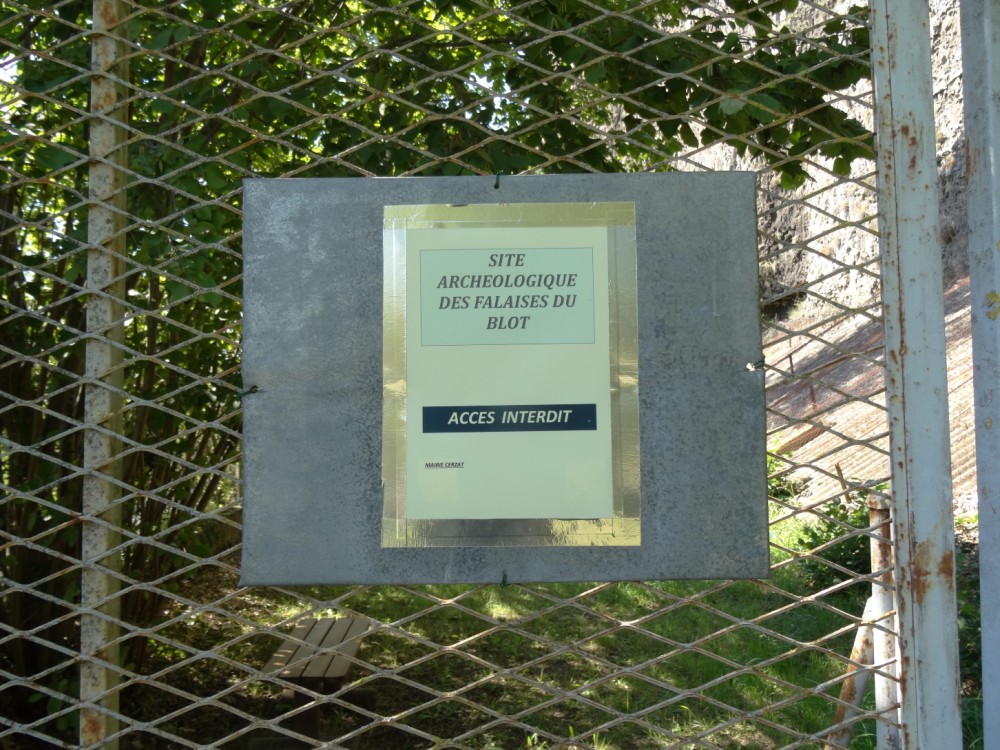 SITE
ARCHEOLOGIQUE
DES FALAISES DU
BLOT
ACCES INTERDIT
MAIRIE CERZAT